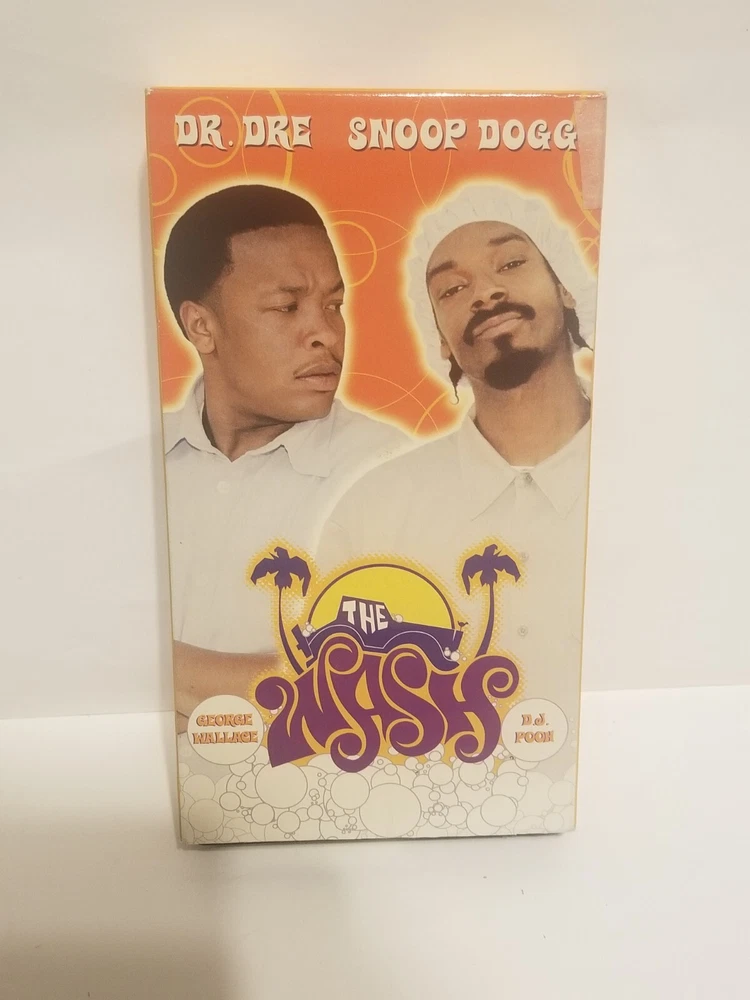 DR. DRE SNOOP DOGG
THE
WASH
GEORGE
WALLACE
D.J.
POOH